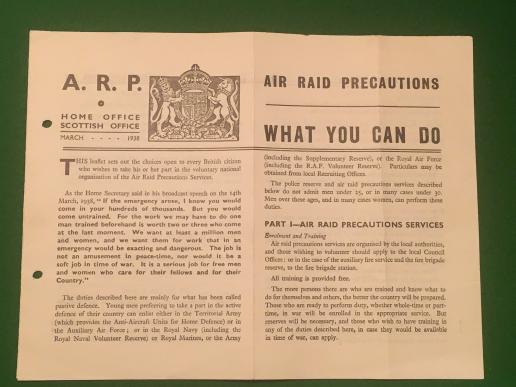 A. R. P.
HOME OFFICE
SCOTTISH OFFICE
MARCH - - - - 1938
AIR RAID PRECAUTIONS
WHAT YOU CAN DO
THIS leaflet sets out the choices open to every British citizen
who wishes to take his or her part in the voluntary national
organisation of the Air Raid Precautions Services.
As the Home Secretary said in his broadcast speech on the 14th
March, 1938, "If the emergency arose, I know you would
come in your hundreds of thousands. But you would
come untrained. For the work we may have to do one
man trained beforehand is worth two or three who come
at the last moment. We want at least a million men
and women, and we want them for work that in an
emergency would be exacting and dangerous. The job is
not an amusement in peace-time, nor would it be a
soft job in time of war. It is a serious job for free men
and women who care for their fellows and for their
Country."
The duties described here are mainly for what has been called
passive defence. Young men preferring to take a part in the active
defence of their country can enlist either in the Territorial Army
(which provides the Anti-Aircraft Units for Home Defence) or in
the Auxiliary Air Force; or in the Royal Navy (including the
Royal Naval Volunteer Reserve) or Royal Marines, or the Army
(including the Supplementary Reserve), or the Royal Air Force
(including the R.A.F. Volunteer Reserve). Particulars may be
obtained from local Recruiting Offices.
The police reserve and air raid precautions services described
below do not admit men under 25, or in many cases under 30.
Men over these ages, and in many cases women, can perform these
duties.
PART I—AIR RAID PRECAUTIONS SERVICES
Enrolment and Training
Air raid precautions services are organised by the local authorities,
and those wishing to volunteer should apply to the local Council
Offices: or in the case of the auxiliary fire service and the fire brigade
reserve, to the fire brigade station.
All training is provided free.
The more persons there are who are trained and know what to
do for themselves and others, the better the country will be prepared.
Those who are ready to perform duty, whether whole-time or part-
time, in war will be enrolled in the appropriate service. But
reserves will be necessary, and those who wish to have training in
any of the duties described here, in case they would be available
in time of war, can apply.